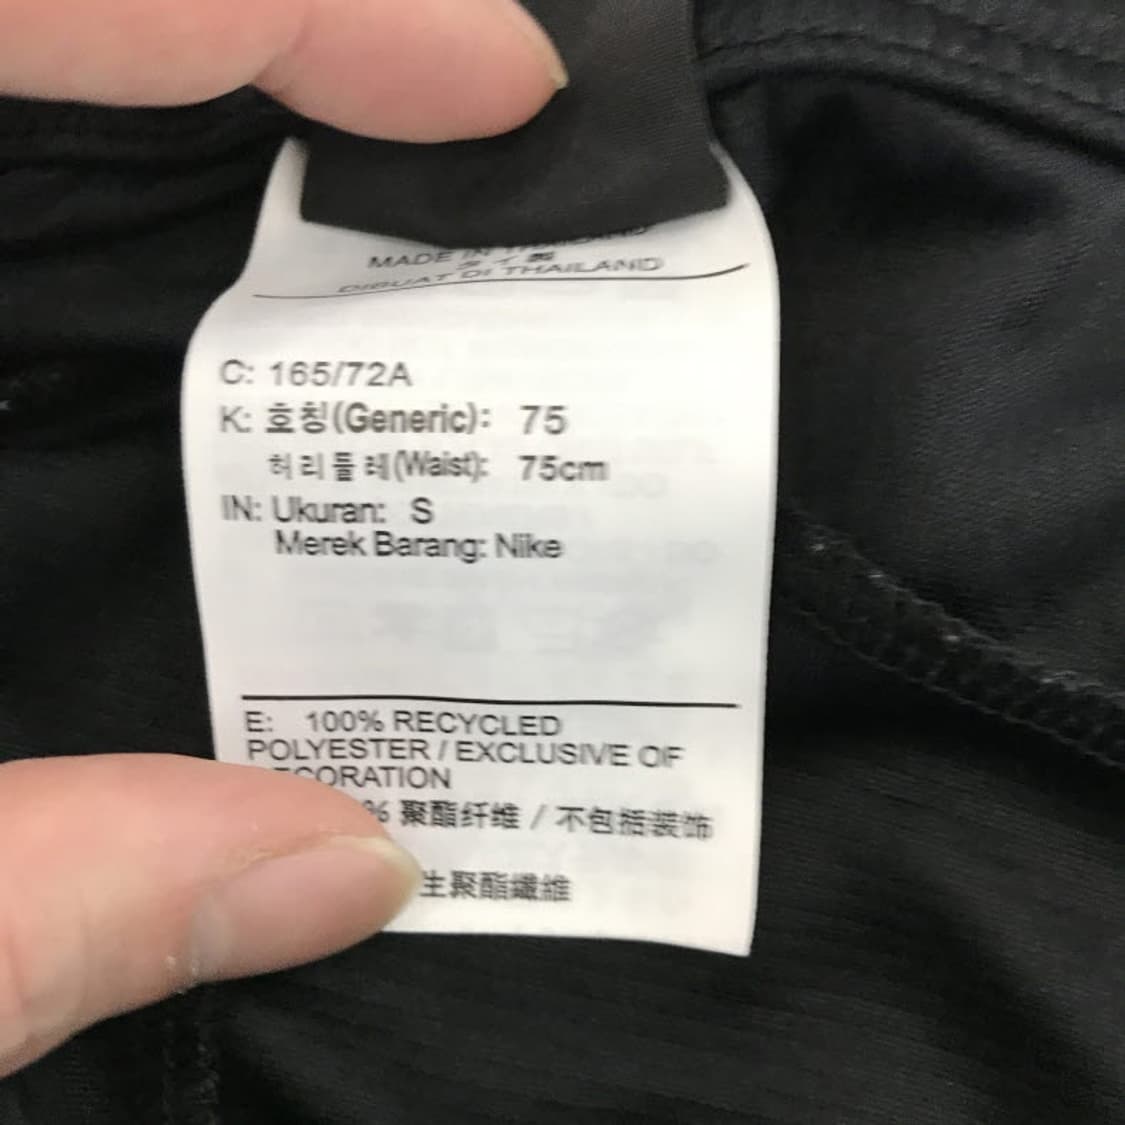 MADE IN THAILAND
タイ製
DIBUAT DI THAILAND
C: 165/72A
K: 호칭(Generic): 75
허리둘레(Waist): 75cm
IN: Ukuran: S
Merek Barang: Nike
E: 100% RECYCLED
POLYESTER / EXCLUSIVE OF
CORATION
% 聚酯纤维 / 不包括装饰
生聚酯纖維